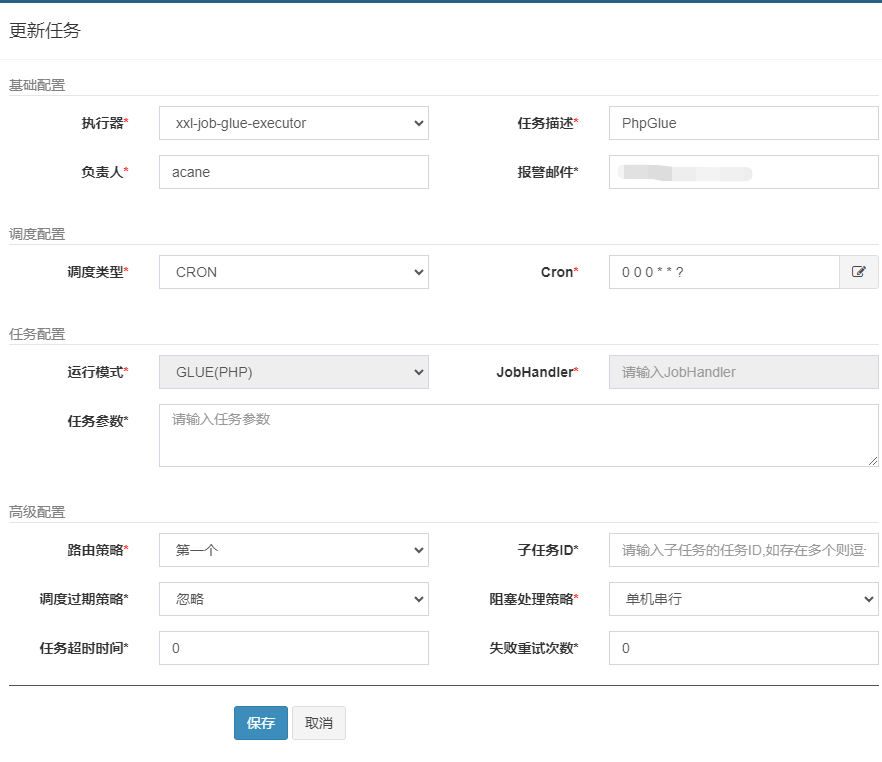 更新任务
基础配置
执行器* xxl-job-glue-executor 任务描述* PhpGlue
负责人* acane 报警邮件*
调度配置
调度类型* CRON Cron* 0 0 0 * * ?
任务配置
运行模式* GLUE(PHP) JobHandler* 请输入JobHandler
任务参数* 请输入任务参数
高级配置
路由策略* 第一个 子任务ID* 请输入子任务的任务ID,如存在多个则逗
调度过期策略* 忽略 阻塞处理策略* 单机串行
任务超时时间* 0 失败重试次数* 0
保存 取消